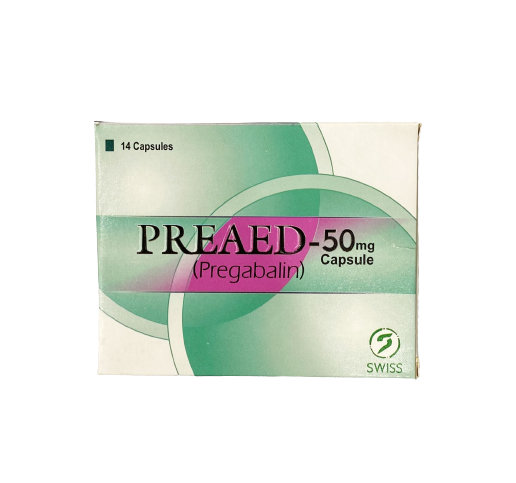 14 Capsules
PREAED-50mg
Capsule
(Pregabalin)
SWISS